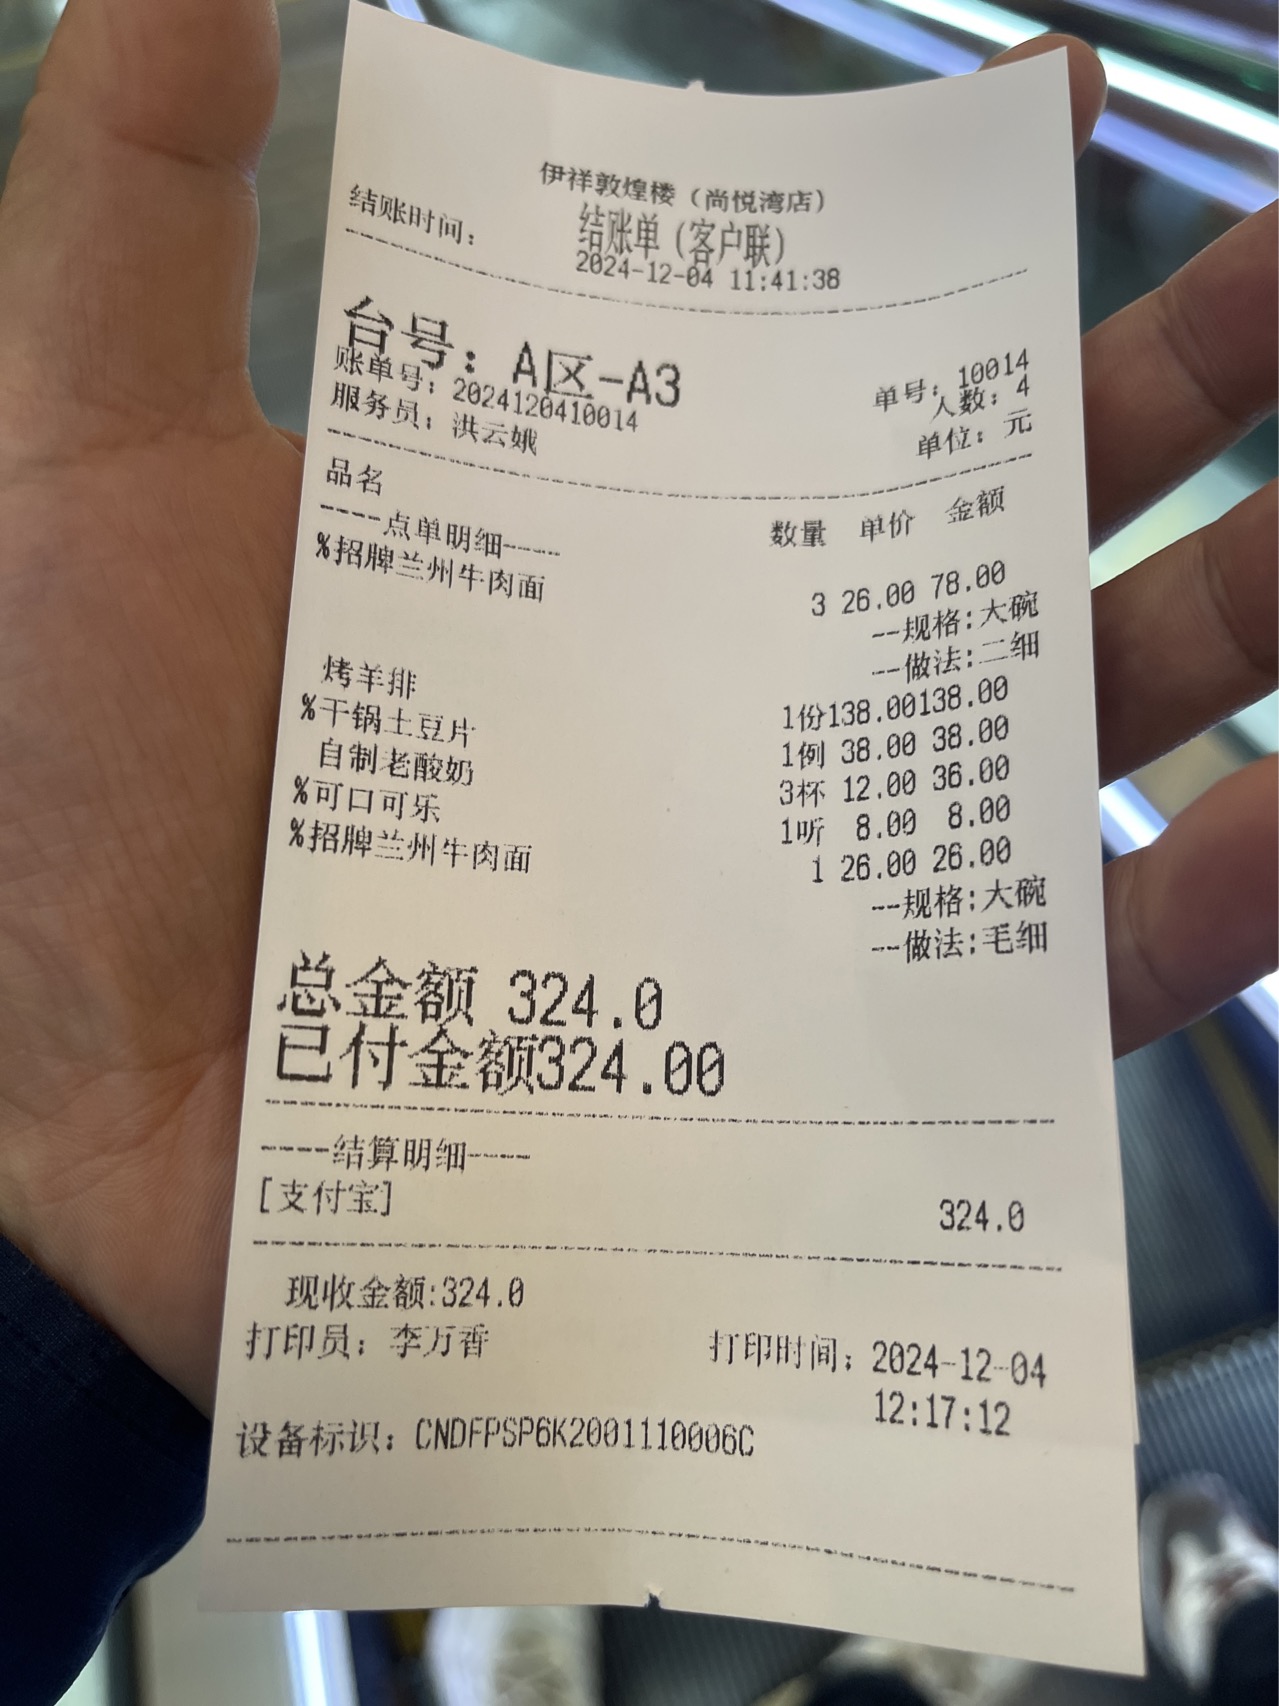 伊祥敦煌楼（尚悦湾店）
结账单（客户联）
结账时间： 2024-12-04 11:41:38
台号：A区-A3 单号：10014
账单号：2024120410014 人数：4
服务员：洪云娥 单位：元
品名 数量 单价 金额
----点单明细----
%招牌兰州牛肉面 3 26.00 78.00
--规格:大碗
--做法:二细
烤羊排 1份138.00138.00
%干锅土豆片 1例 38.00 38.00
自制老酸奶 3杯 12.00 36.00
%可口可乐 1听 8.00 8.00
%招牌兰州牛肉面 1 26.00 26.00
--规格:大碗
--做法:毛细
总金额 324.0
已付金额324.00
----结算明细----
[支付宝] 324.0
现收金额:324.0
打印员：李万香 打印时间：2024-12-04
12:17:12
设备标识：CNDFPSP6K2001110006C